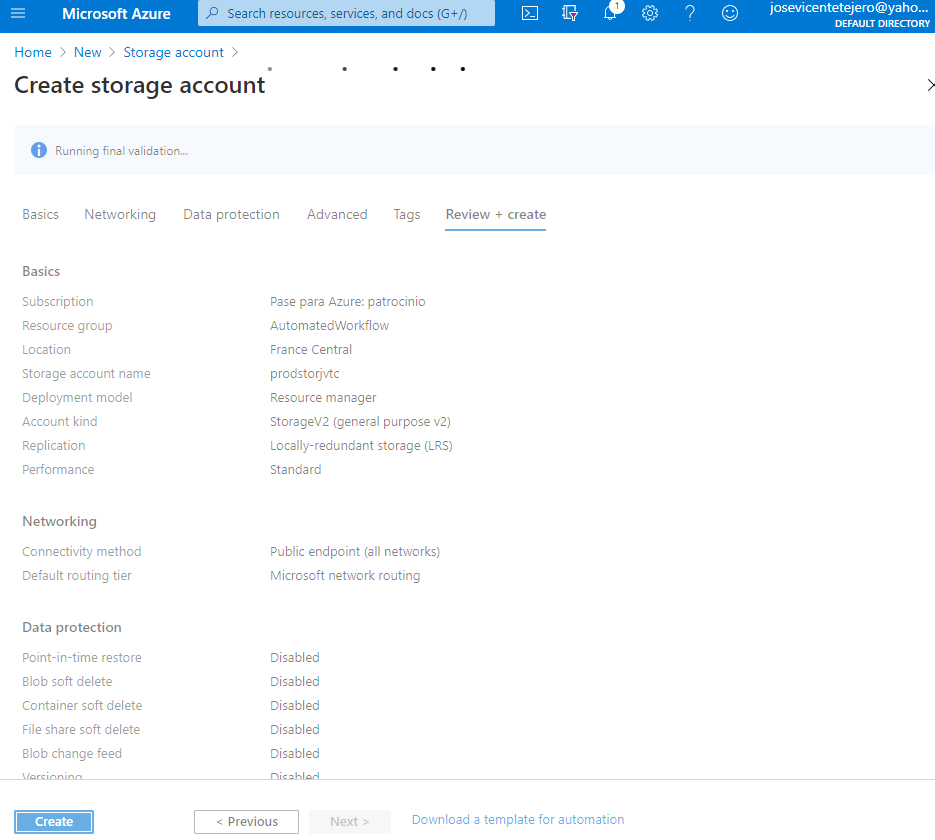 Microsoft Azure
Search resources, services, and docs (G+/)
1
josevicentetejero@yaho...
DEFAULT DIRECTORY
Home > New > Storage account >
Create storage account
Running final validation...
Basics Networking Data protection Advanced Tags Review + create
Basics
Subscription Pase para Azure: patrocinio
Resource group AutomatedWorkflow
Location France Central
Storage account name prodstorjvtc
Deployment model Resource manager
Account kind StorageV2 (general purpose v2)
Replication Locally-redundant storage (LRS)
Performance Standard
Networking
Connectivity method Public endpoint (all networks)
Default routing tier Microsoft network routing
Data protection
Point-in-time restore Disabled
Blob soft delete Disabled
Container soft delete Disabled
File share soft delete Disabled
Blob change feed Disabled
Versioning Disabled
Create < Previous Next > Download a template for automation